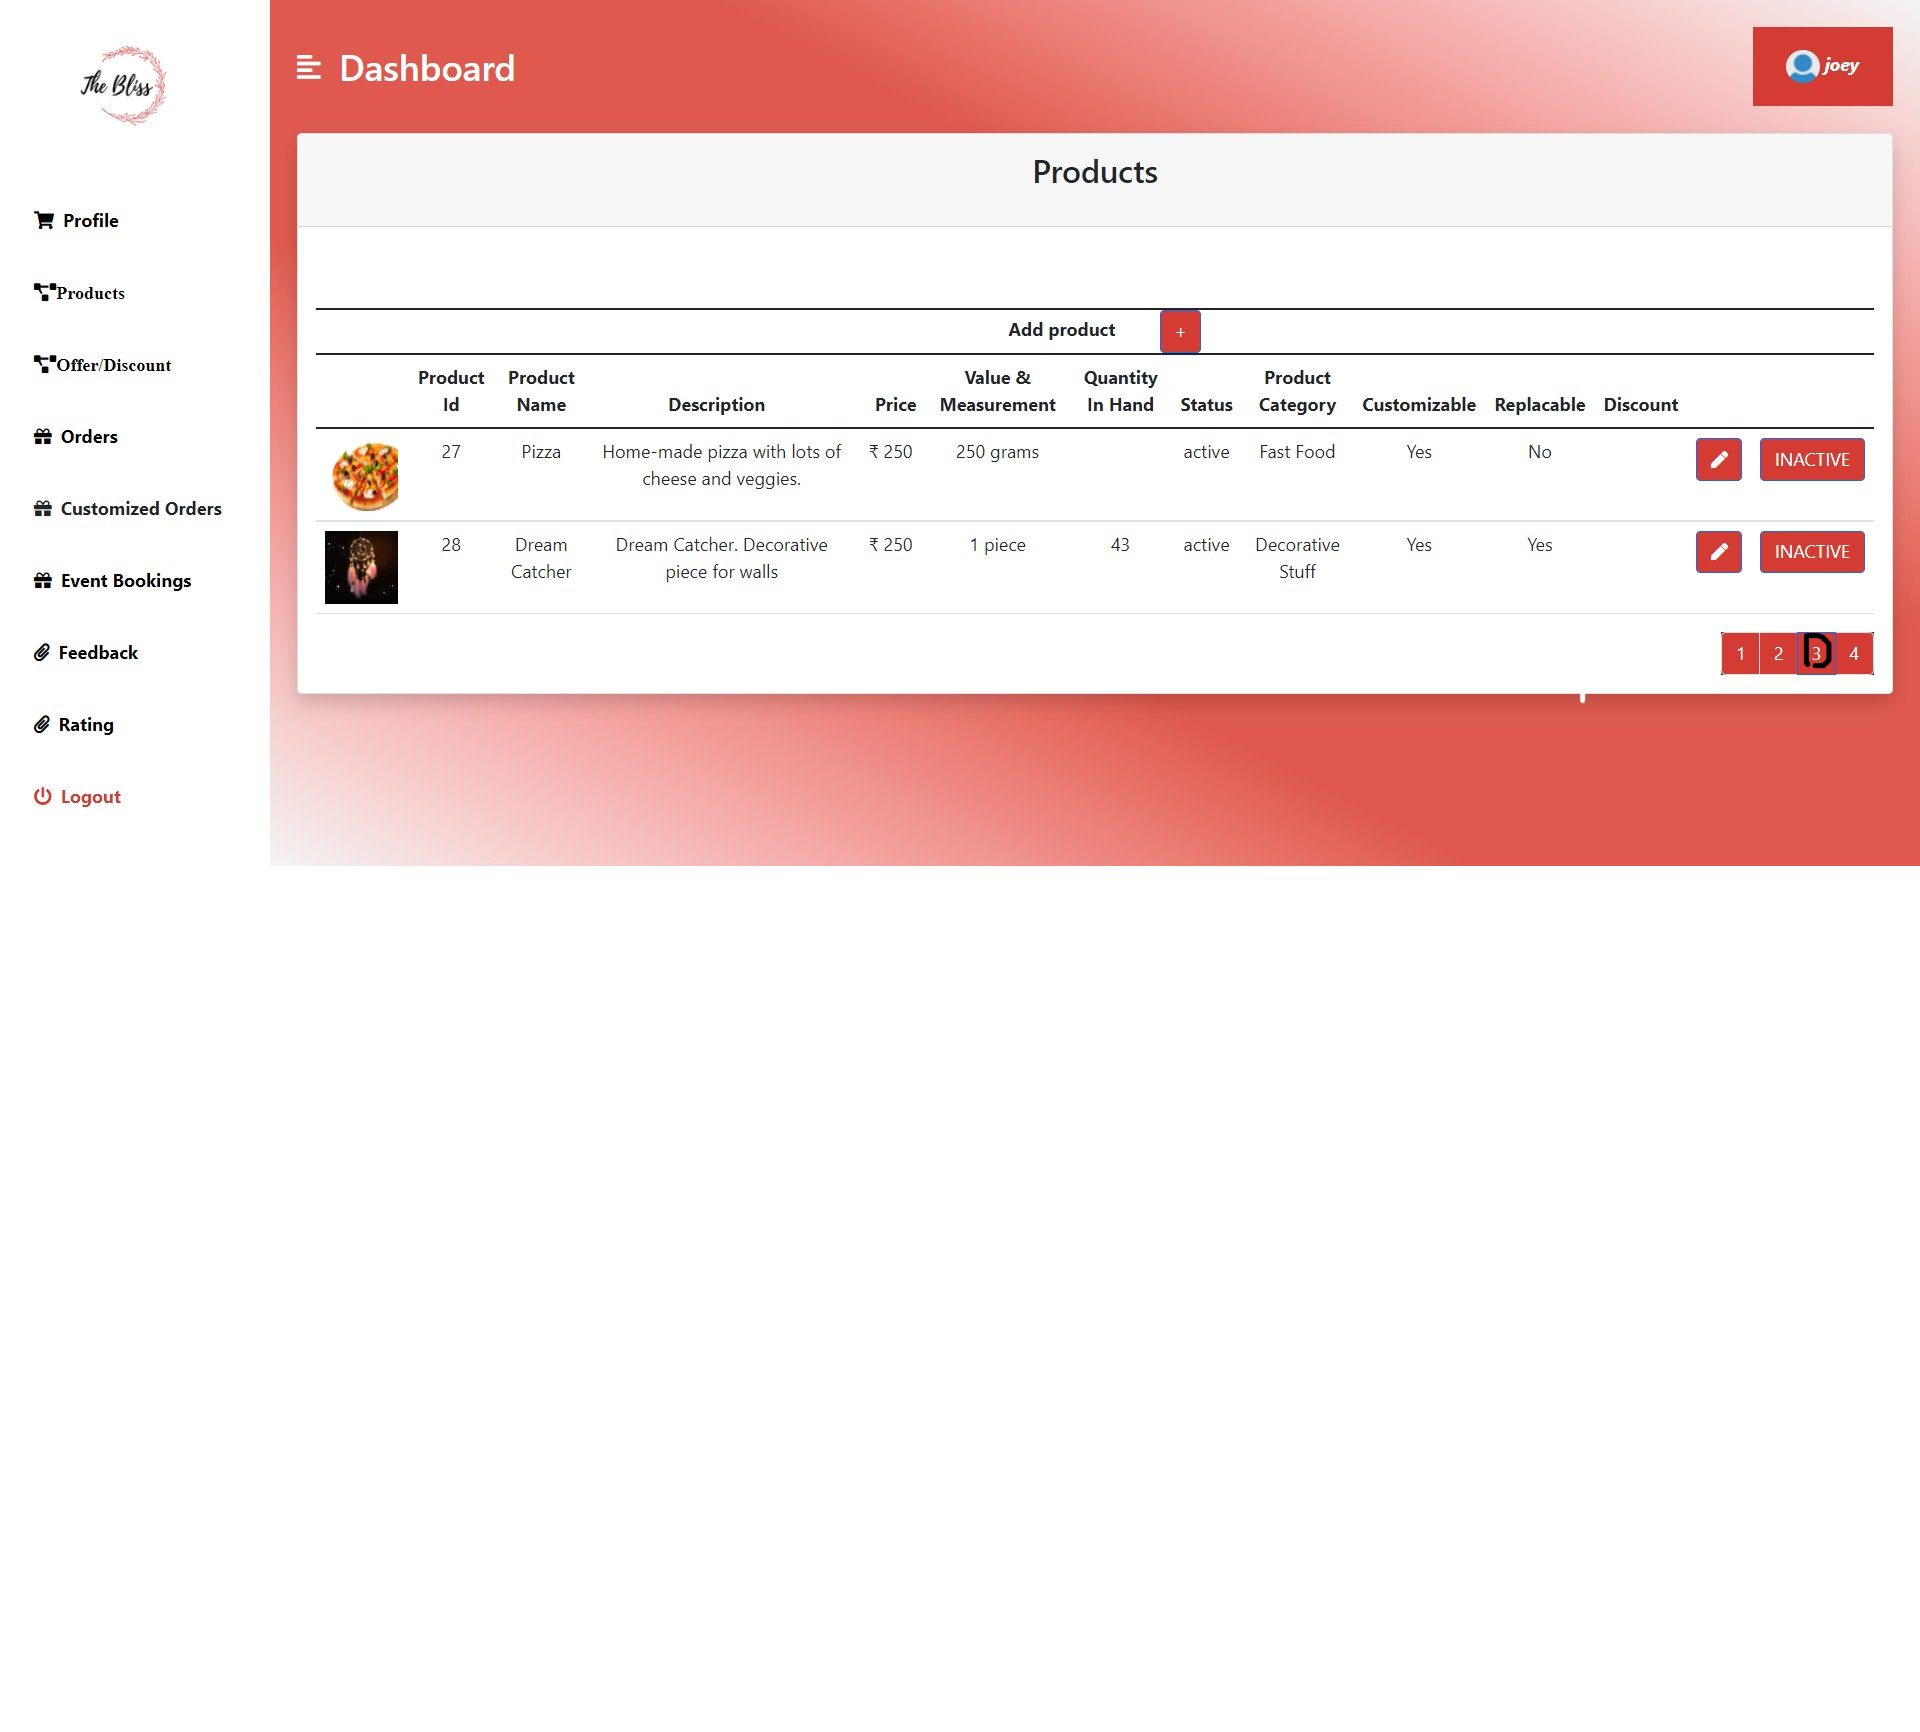 The Bliss
Dashboard
joey
Products
Profile
Products
Offer/Discount
Orders
Customized Orders
Event Bookings
Feedback
Rating
Logout
Add product +
Product Id Product Name Description Price Value & Measurement Quantity In Hand Status Product Category Customizable Replacable Discount
27 Pizza Home-made pizza with lots of cheese and veggies. ₹ 250 250 grams active Fast Food Yes No INACTIVE
28 Dream Catcher Dream Catcher. Decorative piece for walls ₹ 250 1 piece 43 active Decorative Stuff Yes Yes INACTIVE
1 2 3 4